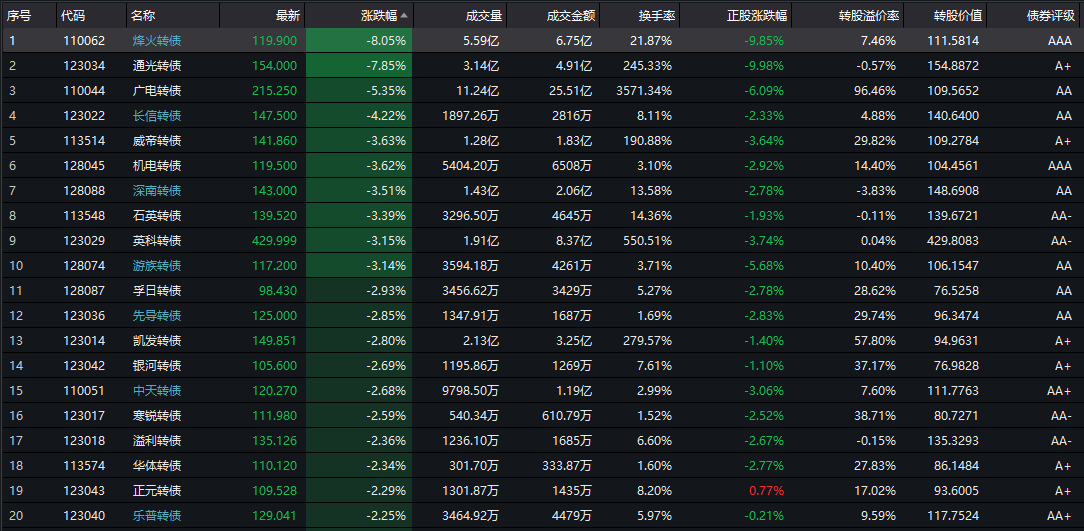 序号 代码 名称 最新 涨跌幅 成交量 成交金额 换手率 正股涨跌幅 转股溢价率 转股价值 债券评级
1 110062 烽火转债 119.900 -8.05% 5.59亿 6.75亿 21.87% -9.85% 7.46% 111.5814 AAA
2 123034 通光转债 154.000 -7.85% 3.14亿 4.91亿 245.33% -9.98% -0.57% 154.8872 A+
3 110044 广电转债 215.250 -5.35% 11.24亿 25.51亿 3571.34% -6.09% 96.46% 109.5652 AA
4 123022 长信转债 147.500 -4.22% 1897.26万 2816万 8.11% -2.33% 4.88% 140.6400 AA
5 113514 威帝转债 141.860 -3.63% 1.28亿 1.83亿 190.88% -3.64% 29.82% 109.2784 A+
6 128045 机电转债 119.500 -3.62% 5404.20万 6508万 3.10% -2.92% 14.40% 104.4561 AAA
7 128088 深南转债 143.000 -3.51% 1.43亿 2.06亿 13.58% -2.78% -3.83% 148.6908 AA
8 113548 石英转债 139.520 -3.39% 3296.50万 4645万 14.36% -1.93% -0.11% 139.6721 AA-
9 123029 英科转债 429.999 -3.15% 1.91亿 8.37亿 550.51% -3.74% 0.04% 429.8083 AA-
10 128074 游族转债 117.200 -3.14% 3594.18万 4261万 3.71% -5.68% 10.40% 106.1547 AA
11 128087 孚日转债 98.430 -2.93% 3456.62万 3429万 5.27% -2.78% 28.62% 76.5258 AA
12 123036 先导转债 125.000 -2.85% 1347.91万 1687万 1.69% -2.83% 29.74% 96.3474 AA
13 123014 凯发转债 149.851 -2.80% 2.13亿 3.25亿 279.57% -1.40% 57.80% 94.9631 A+
14 123042 银河转债 105.600 -2.69% 1195.86万 1269万 7.61% -1.10% 37.17% 76.9828 A+
15 110051 中天转债 120.270 -2.68% 9798.50万 1.19亿 2.99% -3.06% 7.60% 111.7763 AA+
16 123017 寒锐转债 111.980 -2.59% 540.34万 610.79万 1.52% -2.52% 38.71% 80.7271 AA-
17 123018 溢利转债 135.126 -2.36% 1236.10万 1685万 6.60% -2.67% -0.15% 135.3293 AA-
18 113574 华体转债 110.120 -2.34% 301.70万 333.87万 1.60% -2.77% 27.83% 86.1484 A+
19 123043 正元转债 109.528 -2.29% 1301.87万 1435万 8.20% 0.77% 17.02% 93.6005 A+
20 123040 乐普转债 129.041 -2.25% 3464.92万 4479万 5.97% -0.21% 9.59% 117.7524 AA+